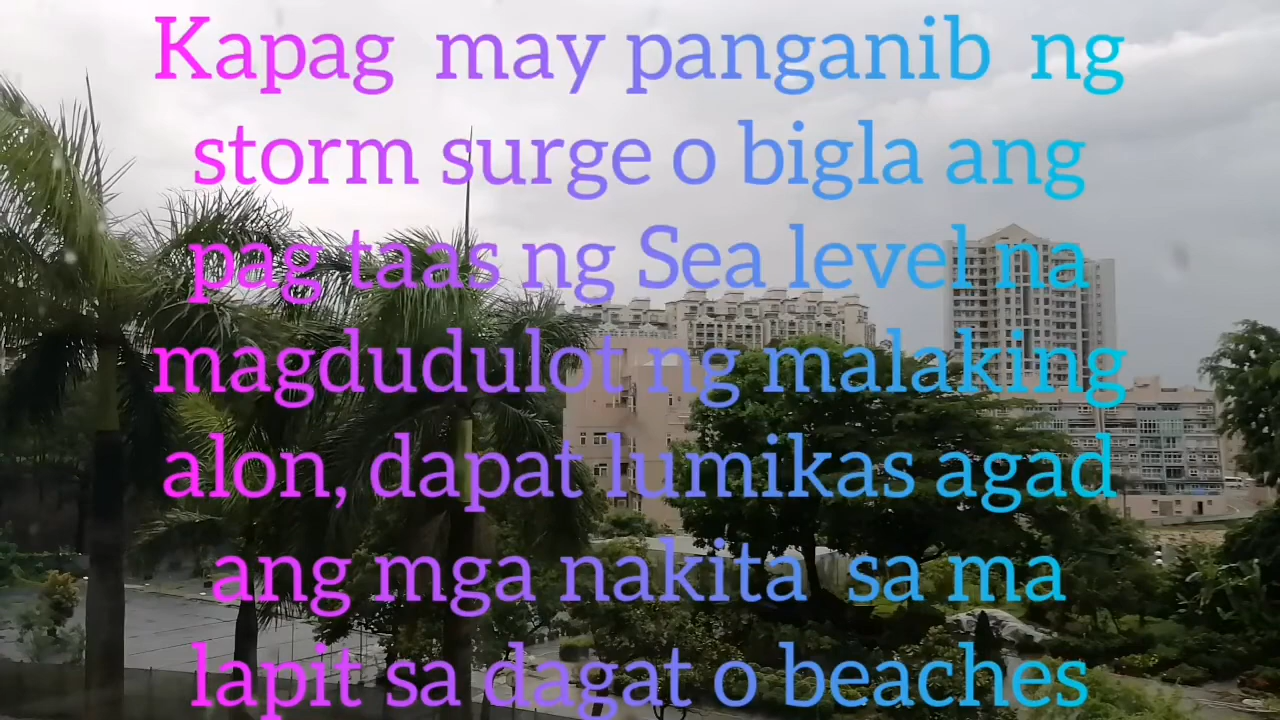 Kapag may panganib ng
storm surge o bigla ang
pag taas ng Sea level na
magdudulot ng malaking
alon, dapat lumikas agad
ang mga nakita sa ma
lapit sa dagat o beaches